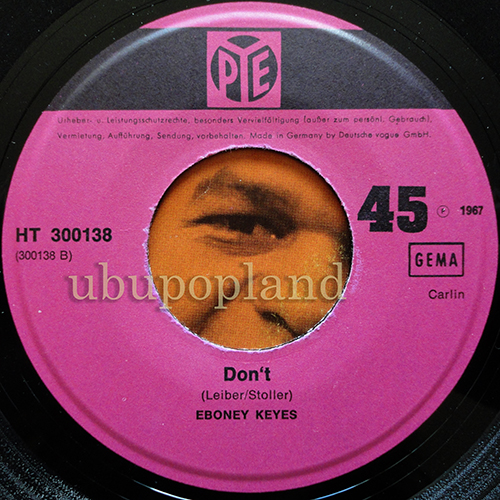 PYE
Urheber- u. Leistungsschutzrechte, besonders Vervielfältigung (außer zum persönl. Gebrauch),
Vermietung, Aufführung, Sendung, vorbehalten. Made in Germany by Deutsche vogue GmbH.
HT 300138
(300138 B)
45 Ⓟ 1967
GEMA
Carlin
ubupopland
Don't
(Leiber/Stoller)
EBONEY KEYES